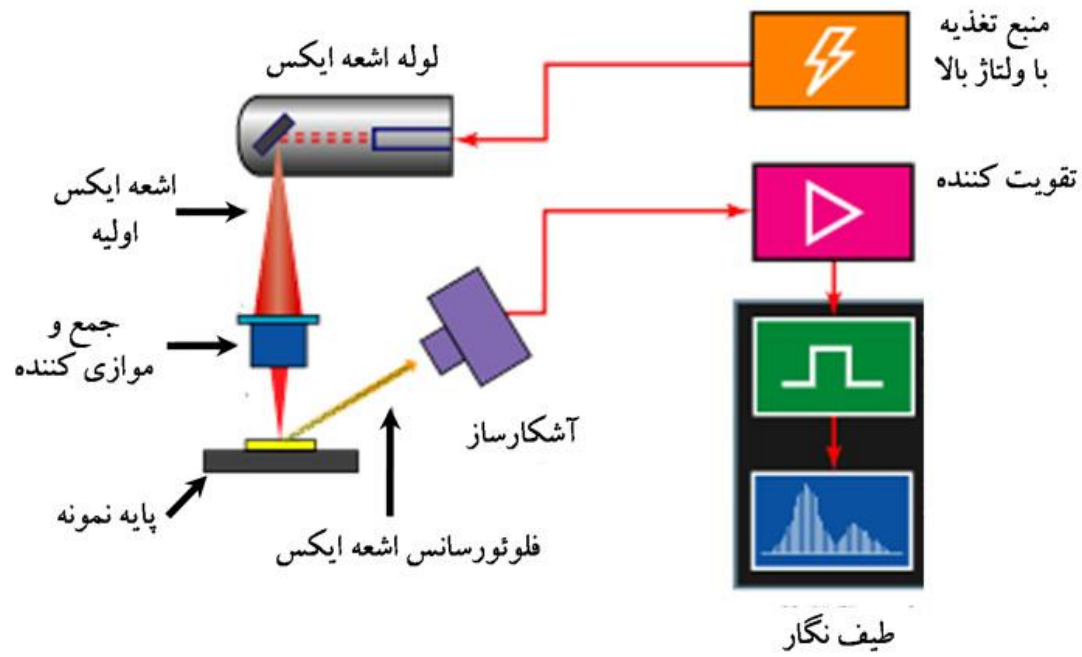 منبع تغذیه
با ولتاژ بالا
لوله اشعه ایکس
تقویت کننده
اشعه ایکس
اولیه
جمع و
موازی کننده
آشکارساز
پایه نمونه
فلوئورسانس اشعه ایکس
طیف نگار